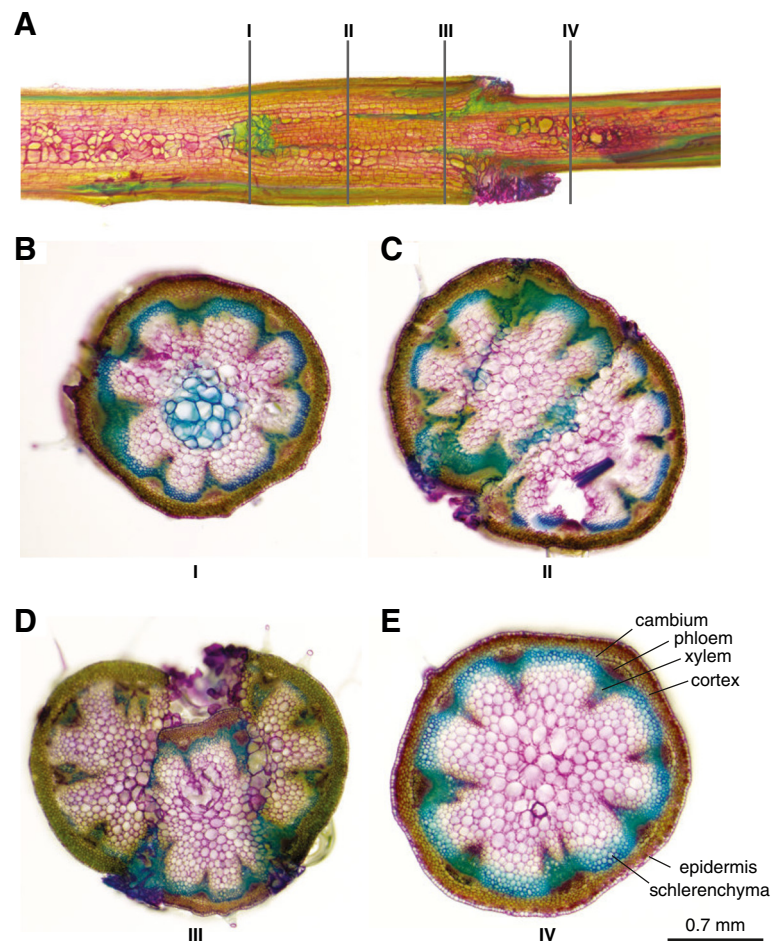 A
I
II
III
IV
B
C
I
II
D
E
cambium
phloem
xylem
cortex
epidermis
schlerenchyma
0.7 mm
III
IV